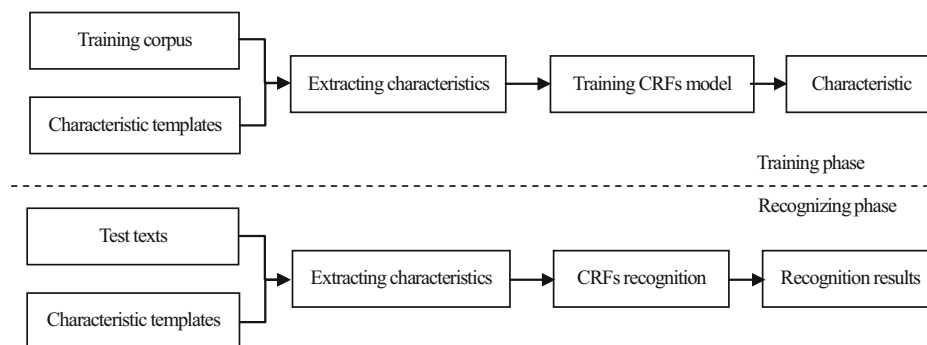 Training corpus
Extracting characteristics
Training CRFs model
Characteristic
Characteristic templates
Training phase
Recognizing phase
Test texts
Extracting characteristics
CRFs recognition
Recognition results
Characteristic templates